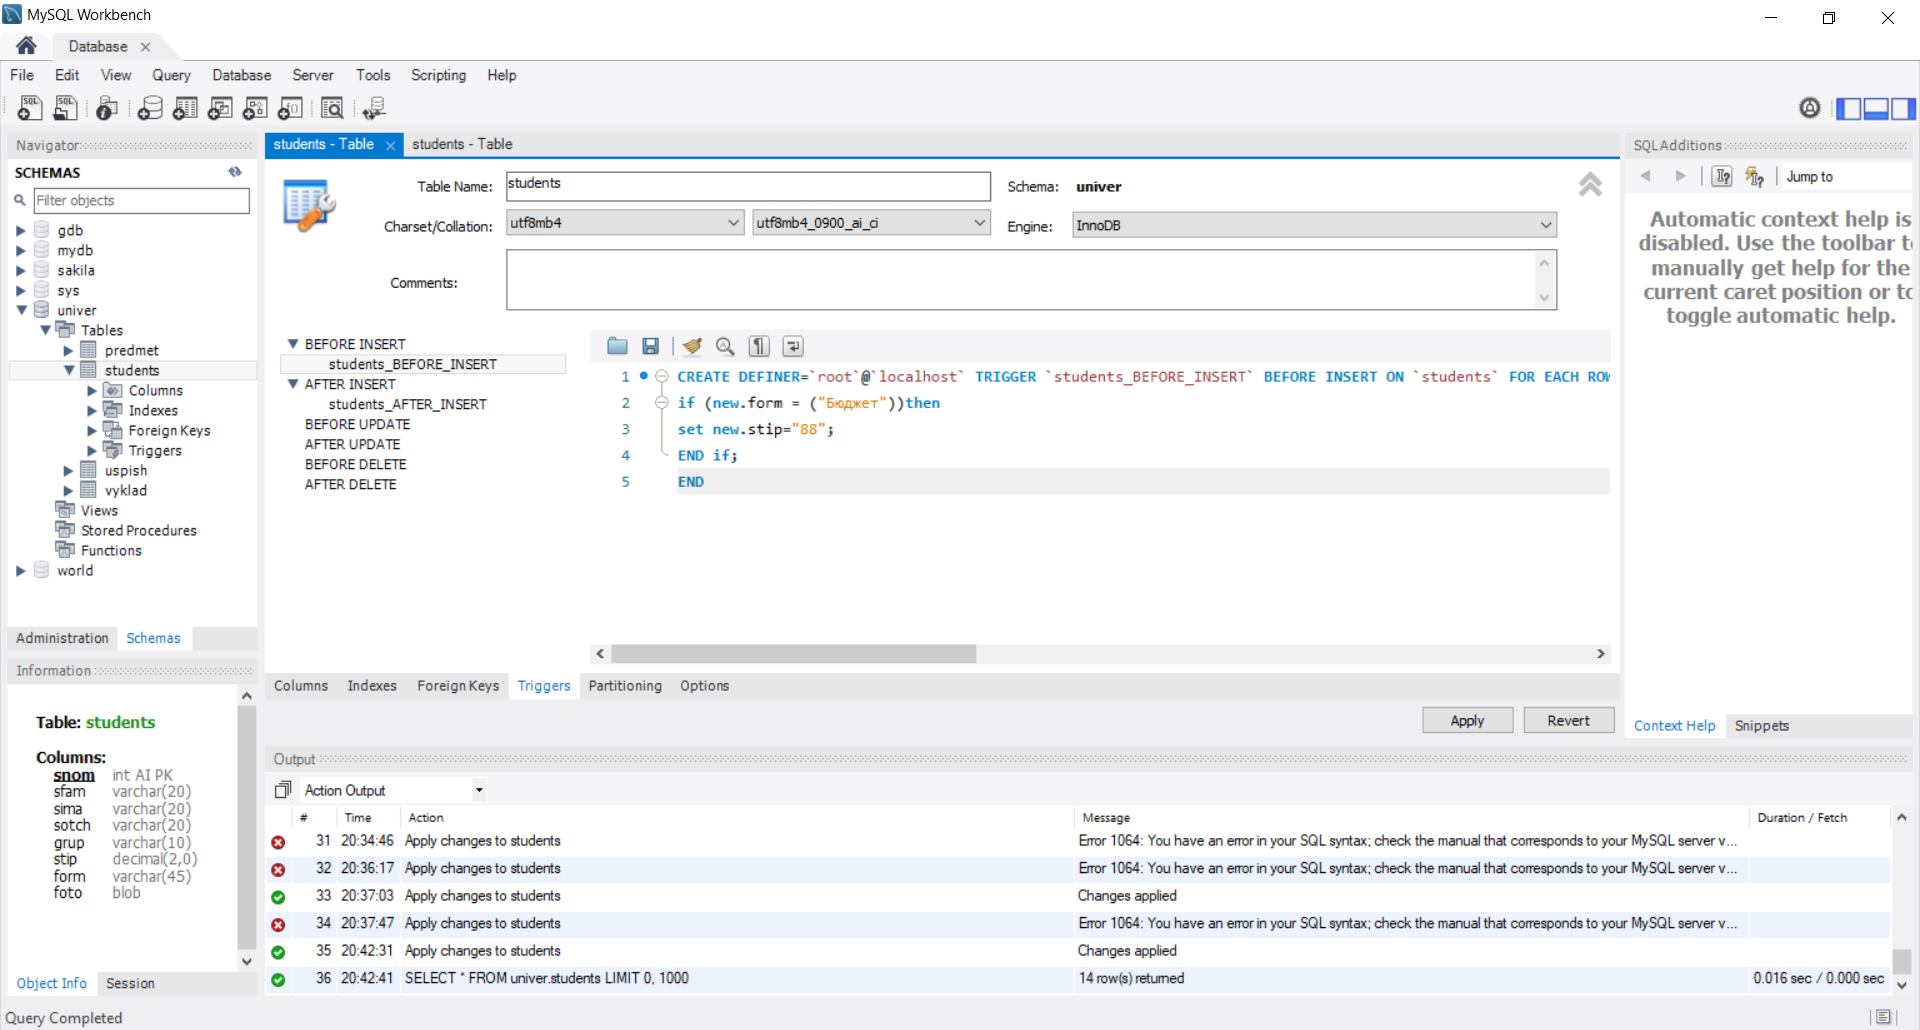 MySQL Workbench
Database
File Edit View Query Database Server Tools Scripting Help
Navigator
SCHEMAS
Filter objects
gdb
mydb
sakila
sys
univer
Tables
predmet
students
Columns
Indexes
Foreign Keys
Triggers
uspish
vyklad
Views
Stored Procedures
Functions
world
Administration Schemas
Information
Table: students
Columns:
snom int AI PK
sfam varchar(20)
sima varchar(20)
sotch varchar(20)
grup varchar(10)
stip decimal(2,0)
form varchar(45)
foto blob
Object Info Session
Query Completed
students - Table students - Table
Table Name: students Schema: univer
Charset/Collation: utf8mb4 utf8mb4_0900_ai_ci Engine: InnoDB
Comments:
BEFORE INSERT
students_BEFORE_INSERT
AFTER INSERT
students_AFTER_INSERT
BEFORE UPDATE
AFTER UPDATE
BEFORE DELETE
AFTER DELETE
1 CREATE DEFINER=`root`@`localhost` TRIGGER `students_BEFORE_INSERT` BEFORE INSERT ON `students` FOR EACH ROW
2 if (new.form = ("Бюджет"))then
3 set new.stip="88";
4 END if;
5 END
Columns Indexes Foreign Keys Triggers Partitioning Options
Apply Revert
SQLAdditions
Jump to
Automatic context help is
disabled. Use the toolbar to
manually get help for the
current caret position or to
toggle automatic help.
Context Help Snippets
Output
Action Output
# Time Action Message Duration / Fetch
31 20:34:46 Apply changes to students Error 1064: You have an error in your SQL syntax; check the manual that corresponds to your MySQL server v...
32 20:36:17 Apply changes to students Error 1064: You have an error in your SQL syntax; check the manual that corresponds to your MySQL server v...
33 20:37:03 Apply changes to students Changes applied
34 20:37:47 Apply changes to students Error 1064: You have an error in your SQL syntax; check the manual that corresponds to your MySQL server v...
35 20:42:31 Apply changes to students Changes applied
36 20:42:41 SELECT * FROM univer.students LIMIT 0, 1000 14 row(s) returned 0.016 sec / 0.000 sec